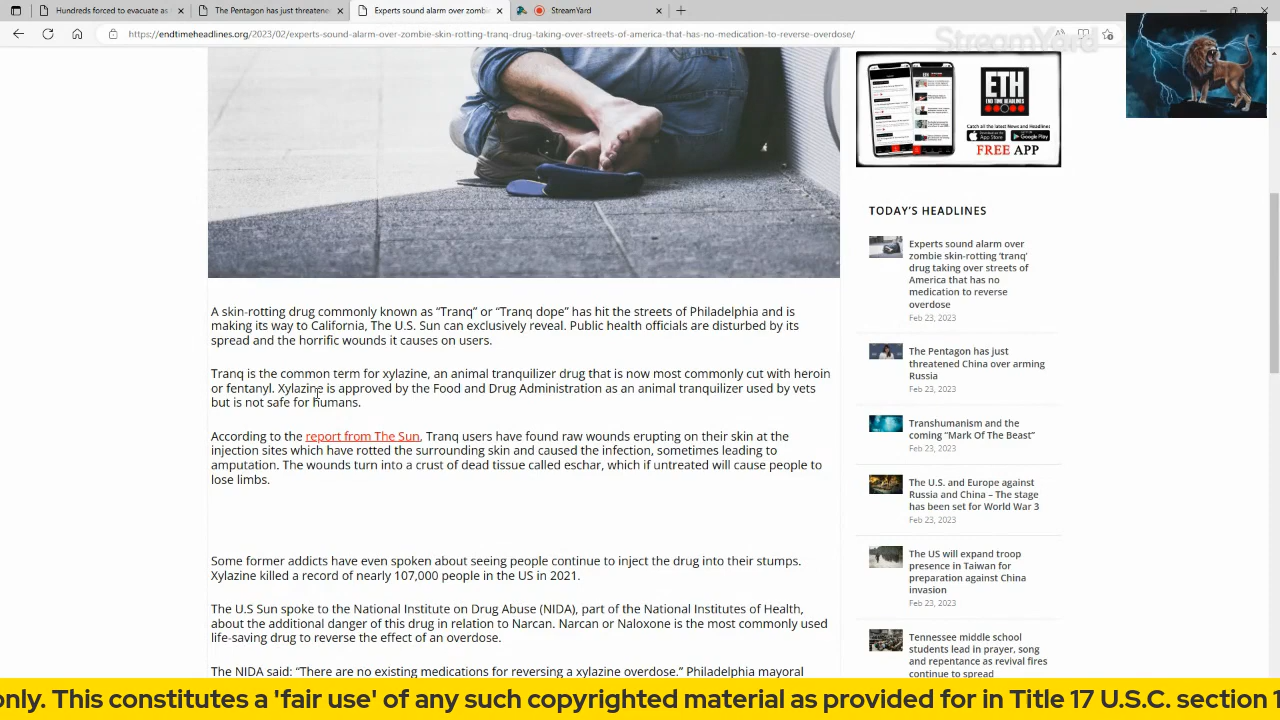 Hundreds forced to evacuate as
The Pentagon has just threatene
Experts sound alarm over zombi
StreamYard
https://endtimeheadlines.org/2023/02/experts-sound-alarm-over-zombie-skin-rotting-tranq-drug-taking-over-streets-of-america-that-has-no-medication-to-reverse-overdose/
StreamYard
ETH
END TIME HEADLINES
Catch all the latest News and Headlines
App Store
Google Play
FREE APP
TODAY'S HEADLINES
Experts sound alarm over
zombie skin-rotting 'tranq'
drug taking over streets of
America that has no
medication to reverse
overdose
Feb 23, 2023
The Pentagon has just
threatened China over arming
Russia
Feb 23, 2023
Transhumanism and the
coming "Mark Of The Beast"
Feb 23, 2023
The U.S. and Europe against
Russia and China – The stage
has been set for World War 3
Feb 23, 2023
The US will expand troop
presence in Taiwan for
preparation against China
invasion
Feb 23, 2023
Tennessee middle school
students lead in prayer, song
and repentance as revival fires
continue to spread
A skin-rotting drug commonly known as "Tranq" or "Tranq dope" has hit the streets of Philadelphia and is
making its way to California, The U.S. Sun can exclusively reveal. Public health officials are disturbed by its
spread and the horrific wounds it causes on users.
Tranq is the common term for xylazine, an animal tranquilizer drug that is now most commonly cut with heroin
or fentanyl. Xylazine is approved by the Food and Drug Administration as an animal tranquilizer used by vets
but is not safe for humans.
According to the report from The Sun, Tranq users have found raw wounds erupting on their skin at the
injection sites which have rotted the surrounding skin and caused the infection, sometimes leading to
amputation. The wounds turn into a crust of dead tissue called eschar, which if untreated will cause people to
lose limbs.
Some former addicts have even spoken about seeing people continue to inject the drug into their stumps.
Xylazine killed a record of nearly 107,000 people in the US in 2021.
The US Sun spoke to the National Institute on Drug Abuse (NIDA), part of the National Institutes of Health,
about the additional danger of this drug in relation to Narcan. Narcan or Naloxone is the most commonly used
life-saving drug to reverse the effect of an overdose.
The NIDA said: "There are no existing medications for reversing a xylazine overdose." Philadelphia mayoral
only. This constitutes a 'fair use' of any such copyrighted material as provided for in Title 17 U.S.C. section 1